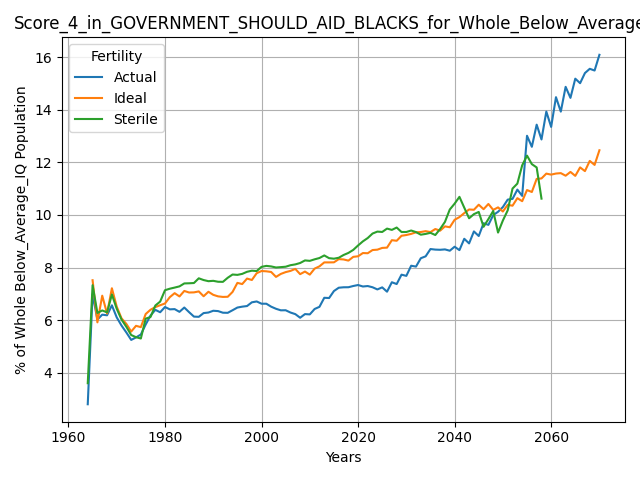 Score_4_in_GOVERNMENT_SHOULD_AID_BLACKS_for_Whole_Below_Average
Fertility
Actual
Ideal
Sterile
% of Whole Below_Average_IQ Population
16
14
12
10
8
6
4
1960
1980
2000
2020
2040
2060
Years